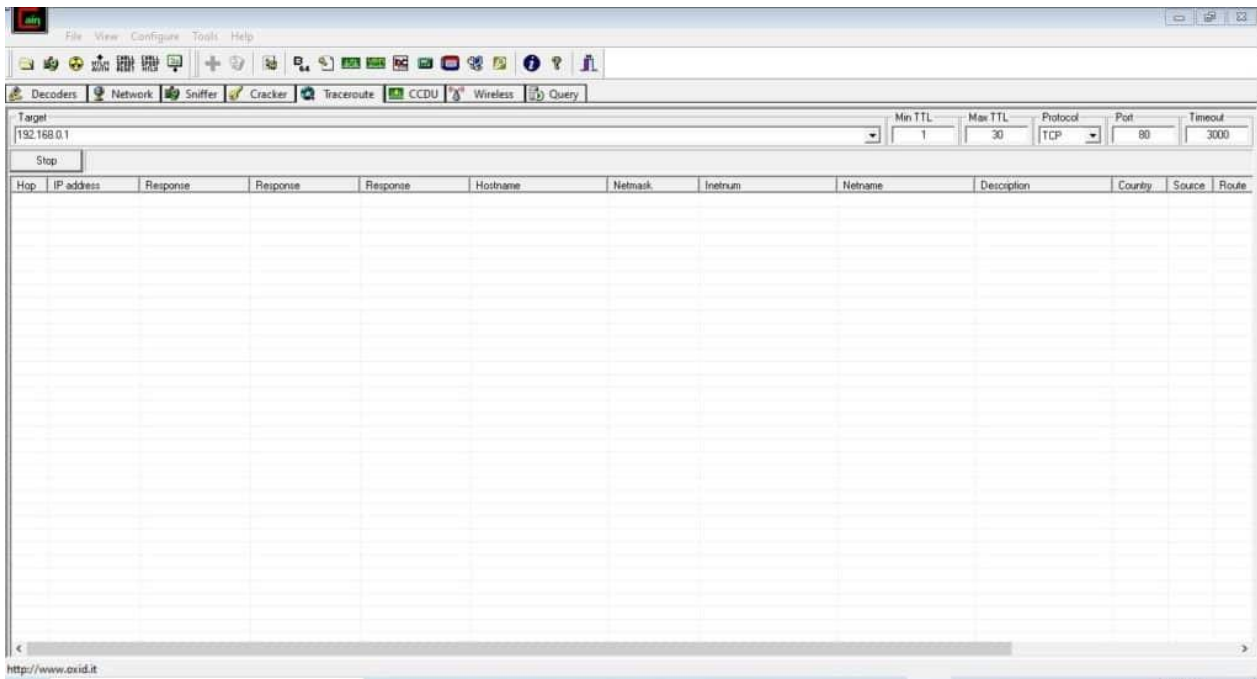 ain
File View Configure Tools Help
Decoders Network Sniffer Cracker Traceroute CCDU Wireless Query
Target Min TTL Max TTL Protocol Port Timeout
192.168.0.1 1 30 TCP 80 3000
Stop
Hop IP address Response Response Response Hostname Netmask Inetnum Netname Description Country Source Route
http://www.oxid.it